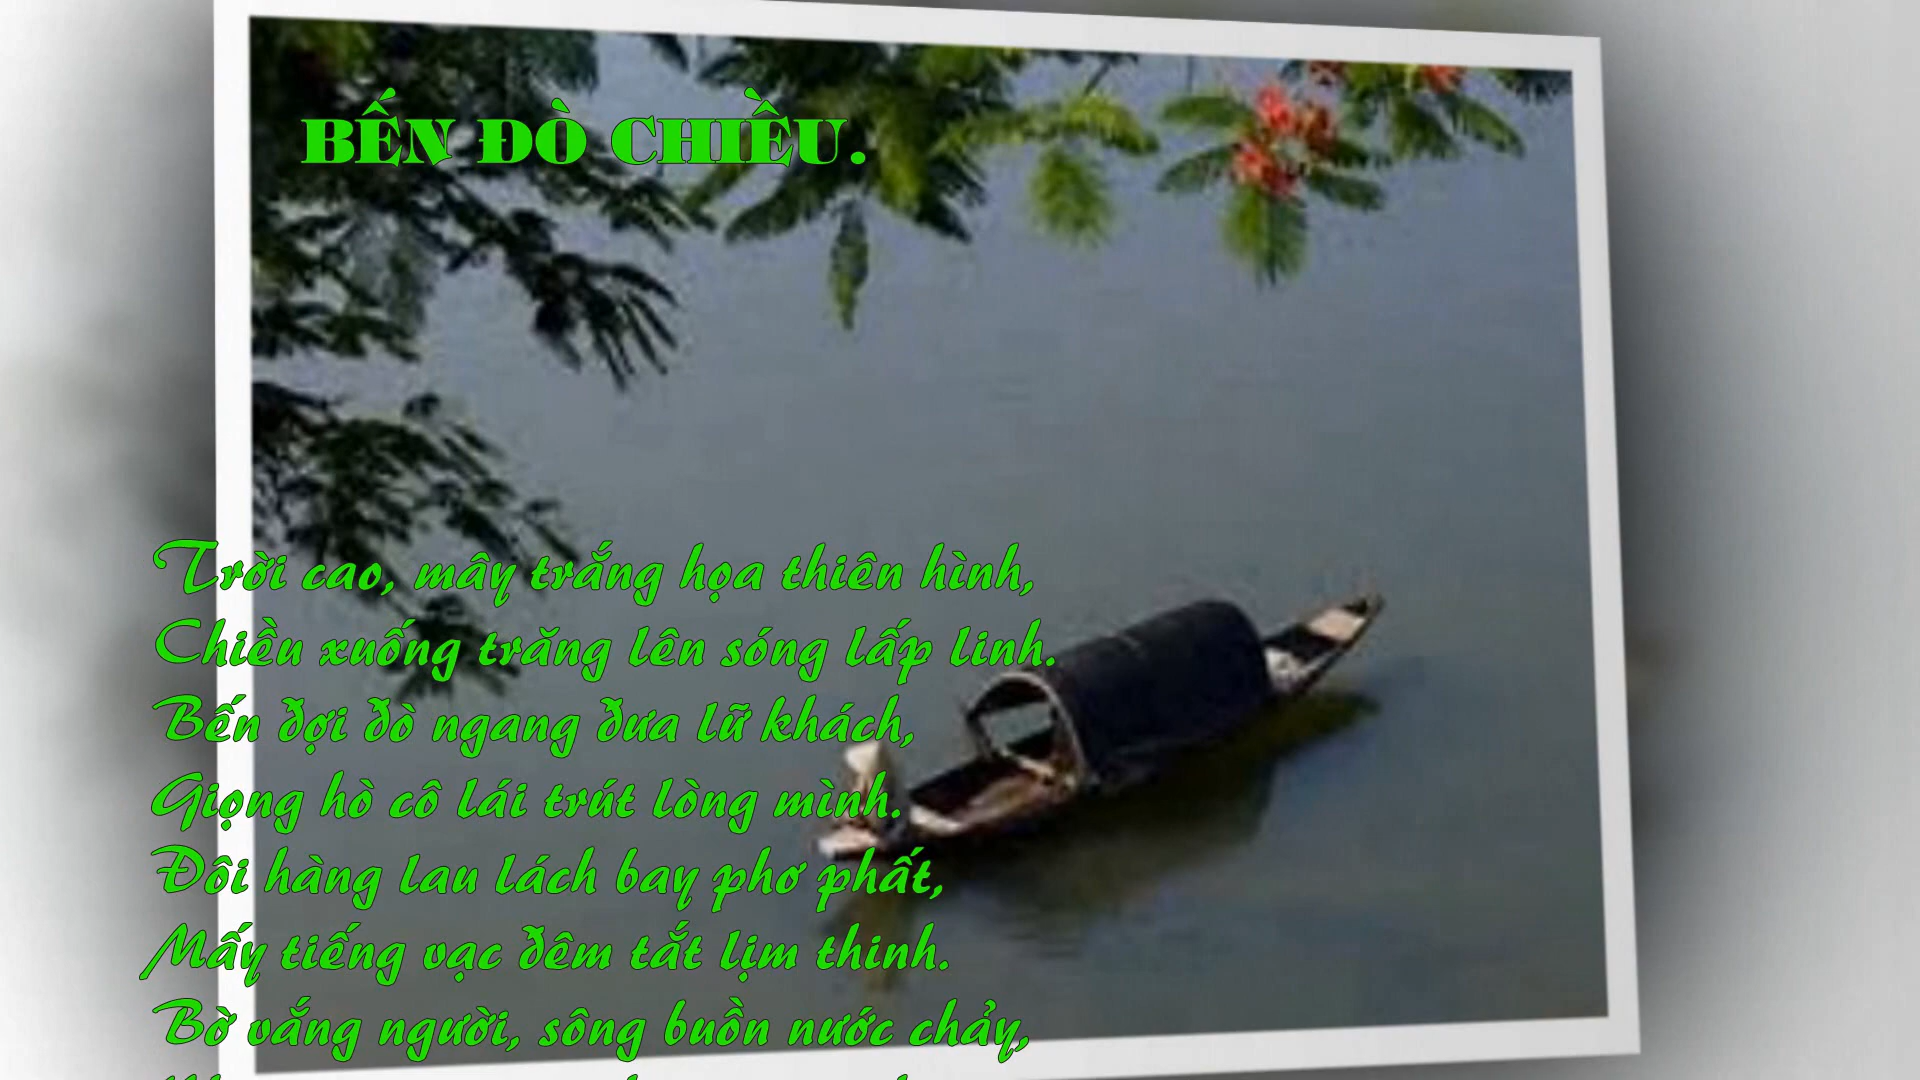 BẾN ĐÒ CHIỀU.
Trời cao, mây trắng họa thiên hình,
Chiều xuống trăng lên sóng lấp linh.
Bến đợi đò ngang đưa lữ khách,
Giọng hò cô lái trút lòng mình.
Đôi hàng lau lách bay phơ phất,
Mấy tiếng vạc đêm tắt lịm thinh.
Bờ vắng người, sông buồn nước chảy,